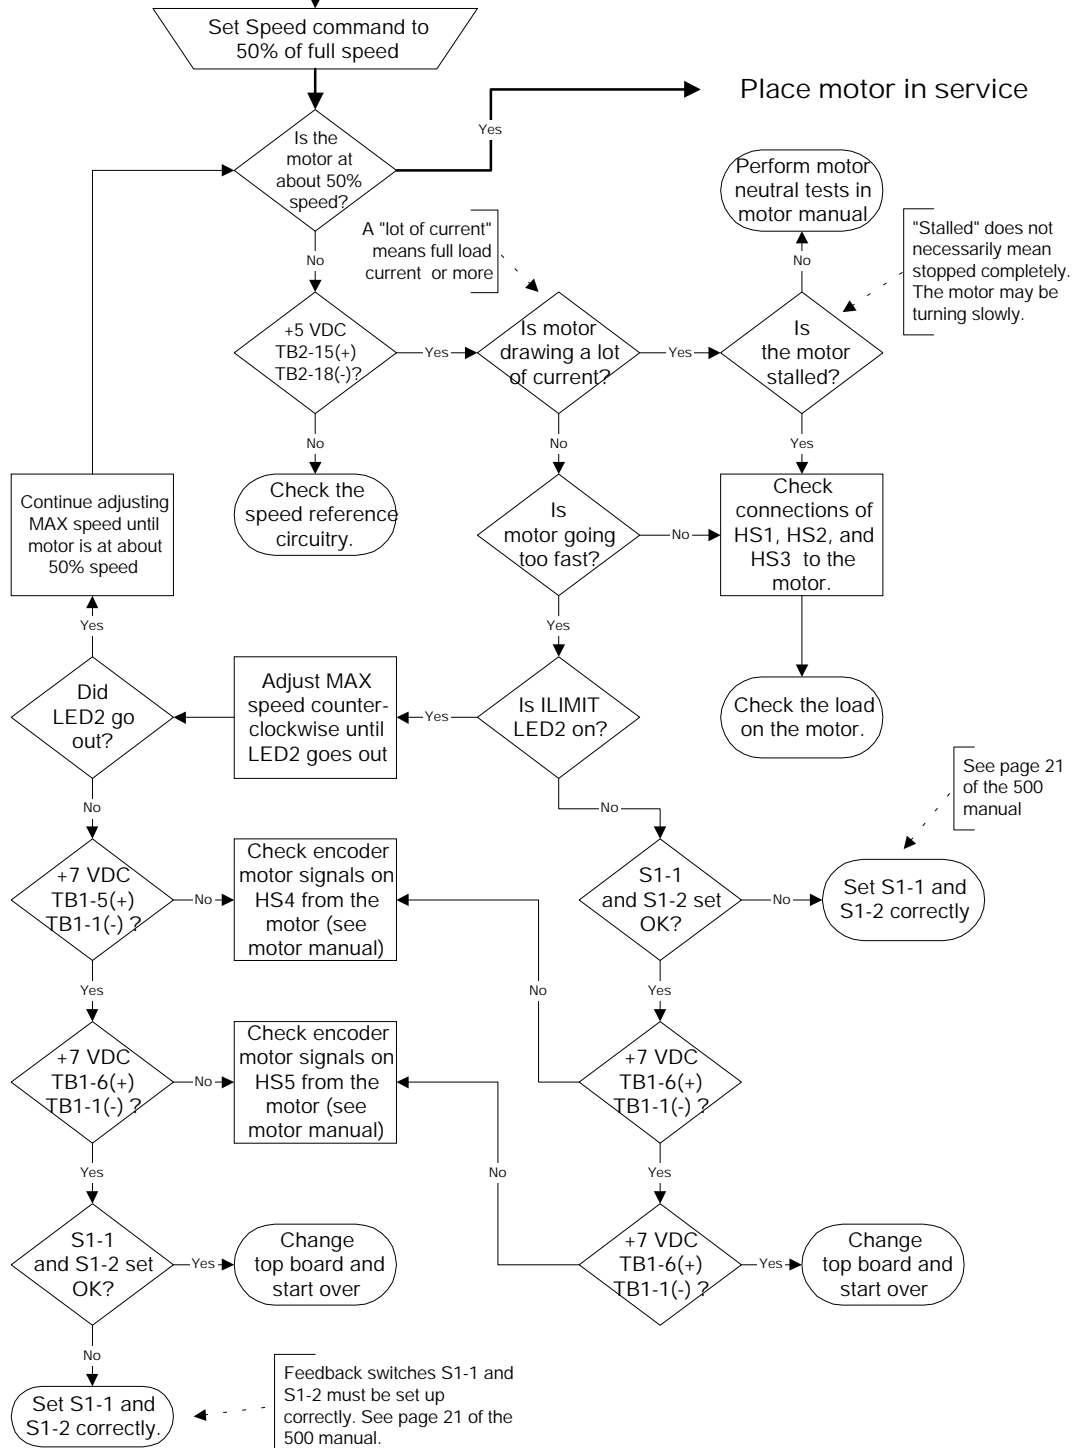 Set Speed command to
50% of full speed
Place motor in service
Yes
Is the
motor at
about 50%
speed?
Perform motor
neutral tests in
motor manual
A "lot of current"
means full load
current or more
"Stalled" does not
necessarily mean
stopped completely.
The motor may be
turning slowly.
No
No
+5 VDC
TB2-15(+)
TB2-18(-)?
Yes
Is motor
drawing a lot
of current?
Yes
Is
the motor
stalled?
No
No
Yes
Continue adjusting
MAX speed until
motor is at about
50% speed
Check the
speed reference
circuitry.
Is
motor going
too fast?
No
Check
connections of
HS1, HS2, and
HS3 to the
motor.
Yes
Yes
Did
LED2 go
out?
Adjust MAX
speed counter-
clockwise until
LED2 goes out
Yes
Is ILIMIT
LED2 on?
Check the load
on the motor.
See page 21
of the 500
manual
No
No
+7 VDC
TB1-5(+)
TB1-1(-) ?
No
Check encoder
motor signals on
HS4 from the
motor (see
motor manual)
S1-1
and S1-2 set
OK?
No
Set S1-1 and
S1-2 correctly
Yes
No
Yes
+7 VDC
TB1-6(+)
TB1-1(-) ?
No
Check encoder
motor signals on
HS5 from the
motor (see
motor manual)
+7 VDC
TB1-6(+)
TB1-1(-) ?
Yes
No
Yes
S1-1
and S1-2 set
OK?
Yes
Change
top board and
start over
+7 VDC
TB1-6(+)
TB1-1(-) ?
Yes
Change
top board and
start over
No
Set S1-1 and
S1-2 correctly.
Feedback switches S1-1 and
S1-2 must be set up
correctly. See page 21 of the
500 manual.